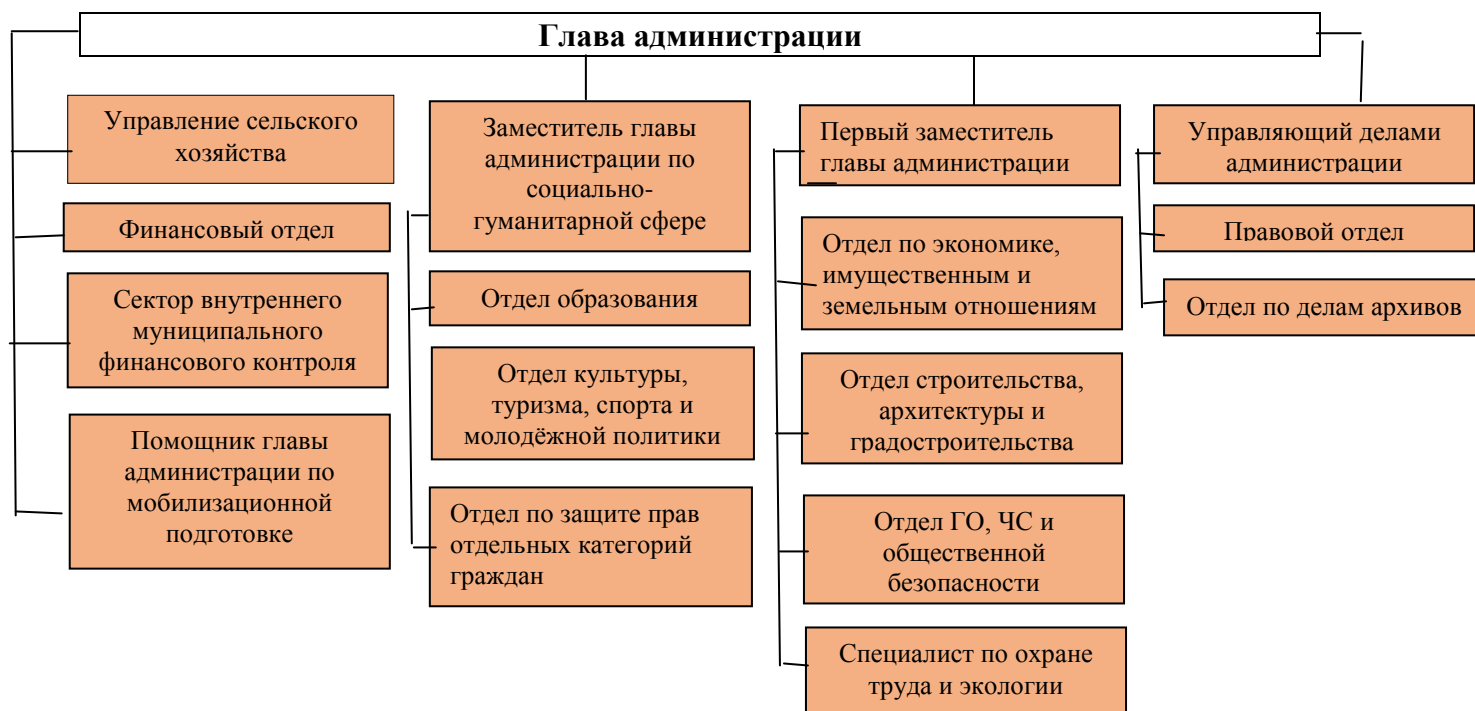 Глава администрации
Управление сельского
хозяйства
Финансовый отдел
Сектор внутреннего
муниципального
финансового контроля
Помощник главы
администрации по
мобилизационной
подготовке
Заместитель главы
администрации по
социально-
гуманитарной сфере
Отдел образования
Отдел культуры,
туризма, спорта и
молодёжной политики
Отдел по защите прав
отдельных категорий
граждан
Первый заместитель
главы администрации
Отдел по экономике,
имущественным и
земельным отношениям
Отдел строительства,
архитектуры и
градостроительства
Отдел ГО, ЧС и
общественной
безопасности
Специалист по охране
труда и экологии
Управляющий делами
администрации
Правовой отдел
Отдел по делам архивов